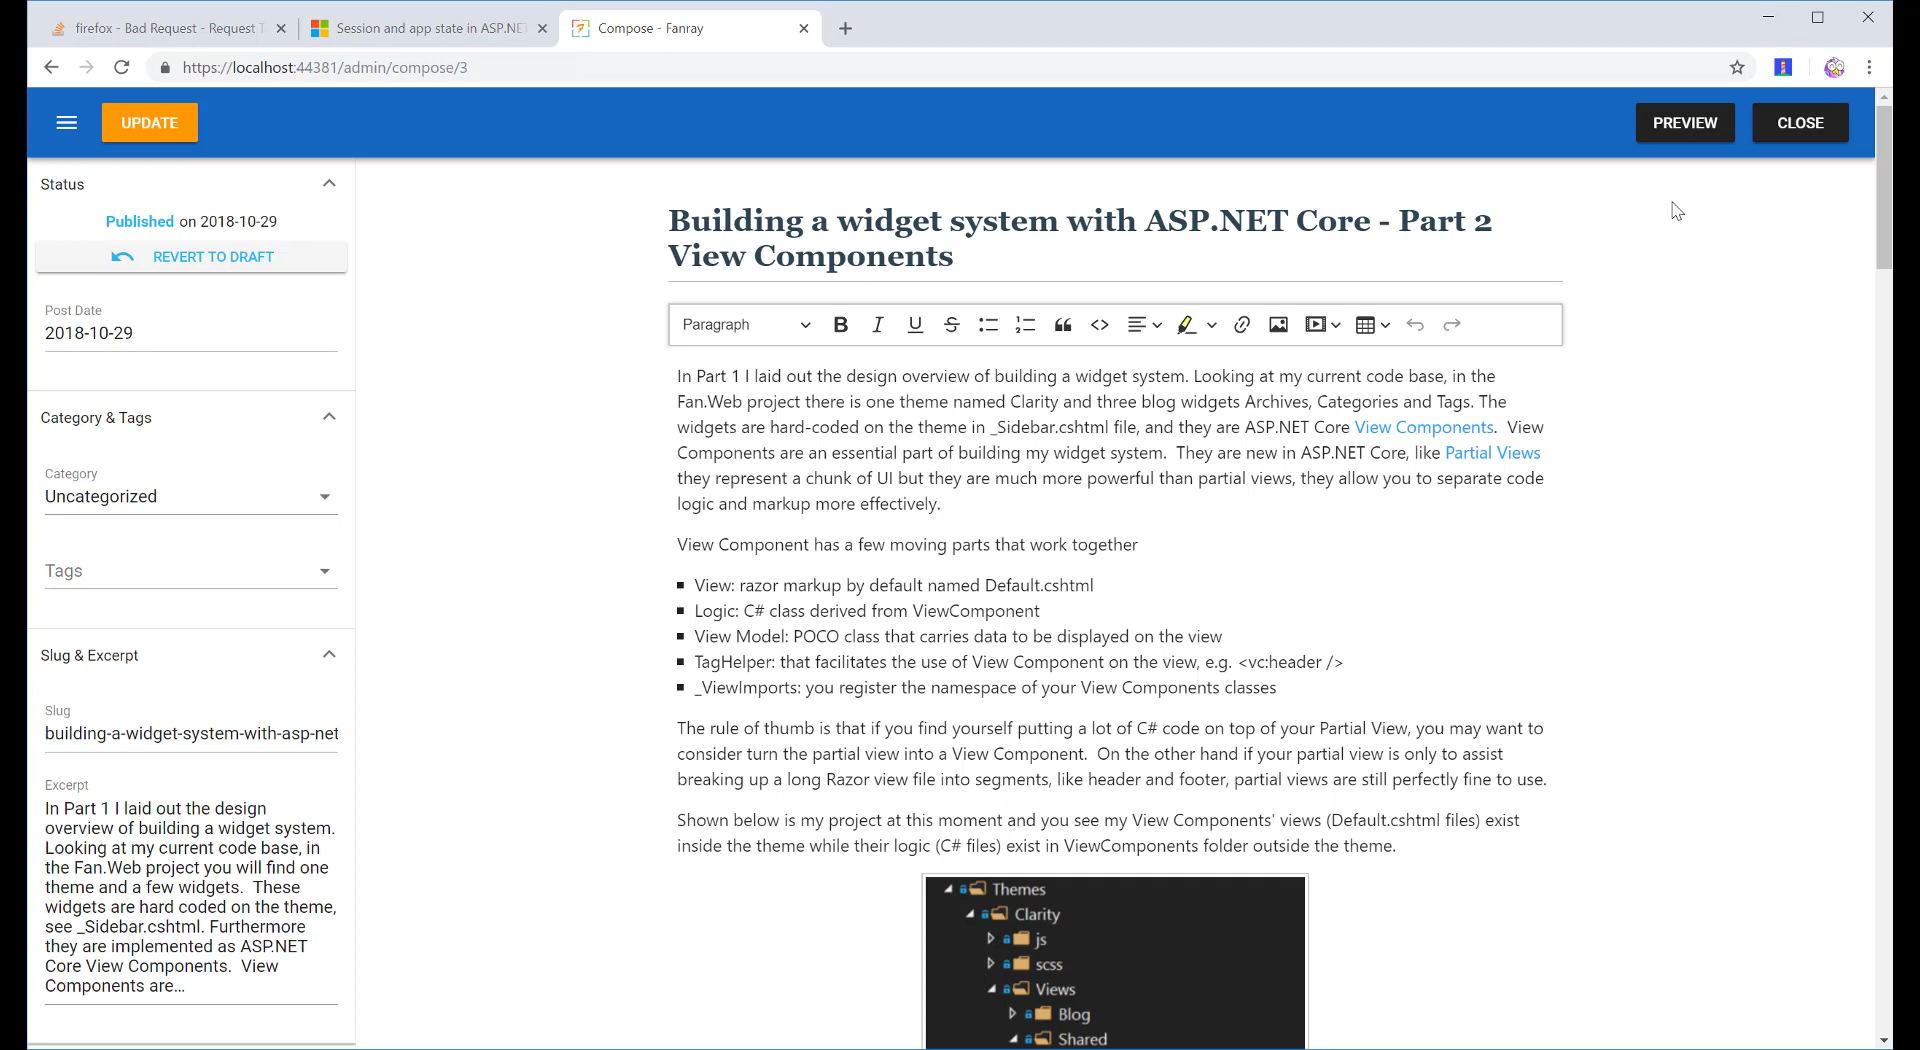 firefox - Bad Request - Request T
Session and app state in ASP.NE
Compose - Fanray
https://localhost:44381/admin/compose/3
UPDATE
PREVIEW
CLOSE
Status
Published on 2018-10-29
REVERT TO DRAFT
Post Date
2018-10-29
Category & Tags
Category
Uncategorized
Tags
Slug & Excerpt
Slug
building-a-widget-system-with-asp-net
Excerpt
In Part 1 I laid out the design
overview of building a widget system.
Looking at my current code base, in
the Fan.Web project you will find one
theme and a few widgets.  These
widgets are hard coded on the theme,
see _Sidebar.cshtml. Furthermore
they are implemented as ASP.NET
Core View Components.  View
Components are...
Building a widget system with ASP.NET Core - Part 2
View Components
Paragraph
In Part 1 I laid out the design overview of building a widget system. Looking at my current code base, in the
Fan.Web project there is one theme named Clarity and three blog widgets Archives, Categories and Tags. The
widgets are hard-coded on the theme in _Sidebar.cshtml file, and they are ASP.NET Core View Components.  View
Components are an essential part of building my widget system.  They are new in ASP.NET Core, like Partial Views
they represent a chunk of UI but they are much more powerful than partial views, they allow you to separate code
logic and markup more effectively.
View Component has a few moving parts that work together
View: razor markup by default named Default.cshtml
Logic: C# class derived from ViewComponent
View Model: POCO class that carries data to be displayed on the view
TagHelper: that facilitates the use of View Component on the view, e.g. <vc:header />
_ViewImports: you register the namespace of your View Components classes
The rule of thumb is that if you find yourself putting a lot of C# code on top of your Partial View, you may want to
consider turn the partial view into a View Component.  On the other hand if your partial view is only to assist
breaking up a long Razor view file into segments, like header and footer, partial views are still perfectly fine to use.
Shown below is my project at this moment and you see my View Components' views (Default.cshtml files) exist
inside the theme while their logic (C# files) exist in ViewComponents folder outside the theme.
Themes
Clarity
js
scss
Views
Blog
Shared